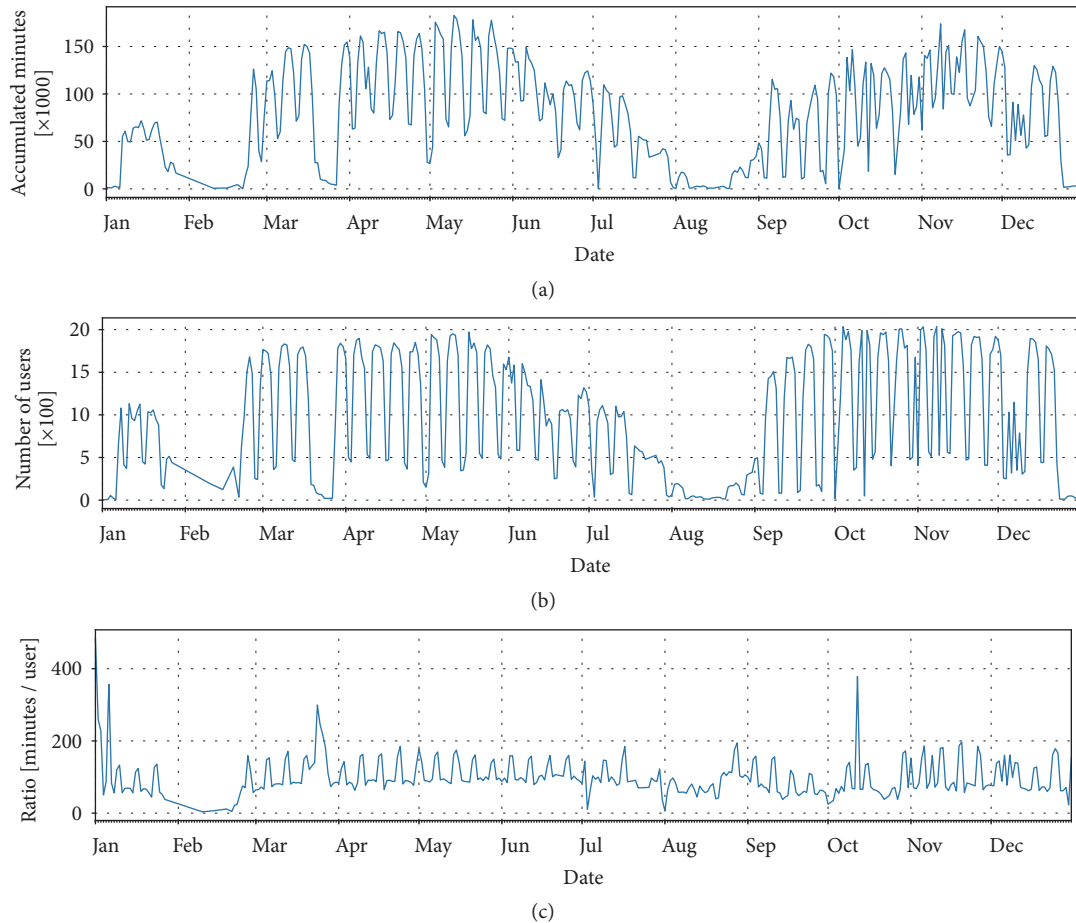 Accumulated minutes
[×1000]
150
100
50
0
Jan Feb Mar Apr May Jun Jul Aug Sep Oct Nov Dec
Date
(a)
Number of users
[×100]
20
15
10
5
0
Jan Feb Mar Apr May Jun Jul Aug Sep Oct Nov Dec
Date
(b)
Ratio [minutes / user]
400
200
0
Jan Feb Mar Apr May Jun Jul Aug Sep Oct Nov Dec
Date
(c)